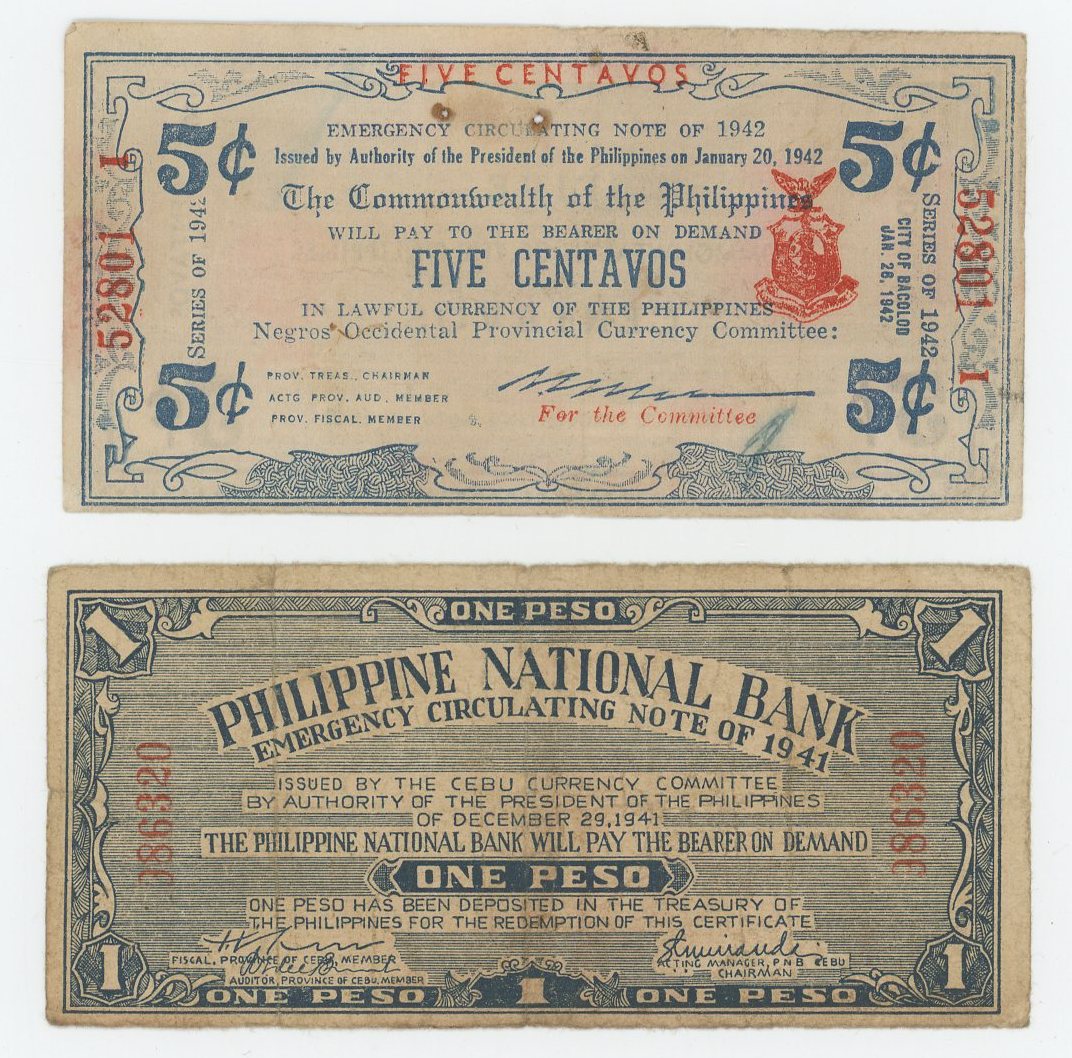 FIVE CENTAVOS
5¢
5¢
EMERGENCY CIRCULATING NOTE OF 1942
Issued by Authority of the President of the Philippines on January 20, 1942
The Commonwealth of the Philippines
WILL PAY TO THE BEARER ON DEMAND
FIVE CENTAVOS
IN LAWFUL CURRENCY OF THE PHILIPPINES
Negros Occidental Provincial Currency Committee:
528011
SERIES OF 1942
SERIES OF 1942
CITY OF BACOLOD
JAN. 26, 1942
528011
5¢
5¢
PROV. TREAS., CHAIRMAN
ACTG PROV. AUD., MEMBER
PROV. FISCAL, MEMBER
For the Committee
1
ONE PESO
1
PHILIPPINE NATIONAL BANK
EMERGENCY CIRCULATING NOTE OF 1941
086320
086320
ISSUED BY THE CEBU CURRENCY COMMITTEE
BY AUTHORITY OF THE PRESIDENT OF THE PHILIPPINES
OF DECEMBER 29, 1941
THE PHILIPPINE NATIONAL BANK WILL PAY THE BEARER ON DEMAND
ONE PESO
ONE PESO HAS BEEN DEPOSITED IN THE TREASURY OF
THE PHILIPPINES FOR THE REDEMPTION OF THIS CERTIFICATE
FISCAL, PROVINCE OF CEBU, MEMBER
AUDITOR, PROVINCE OF CEBU, MEMBER
ACTING MANAGER, P N B CEBU
CHAIRMAN
1
ONE PESO
1
ONE PESO
1